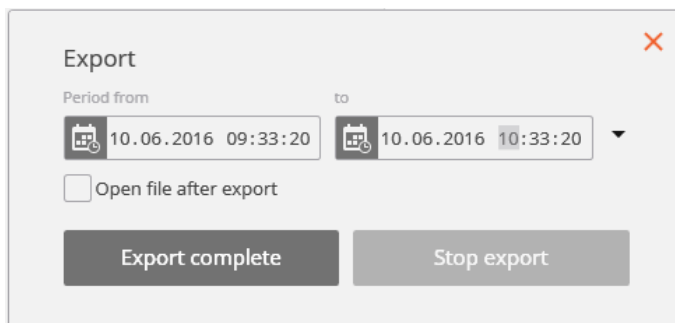 Export
Period from to
10.06.2016 09:33:20 10.06.2016 10:33:20
Open file after export
Export complete Stop export